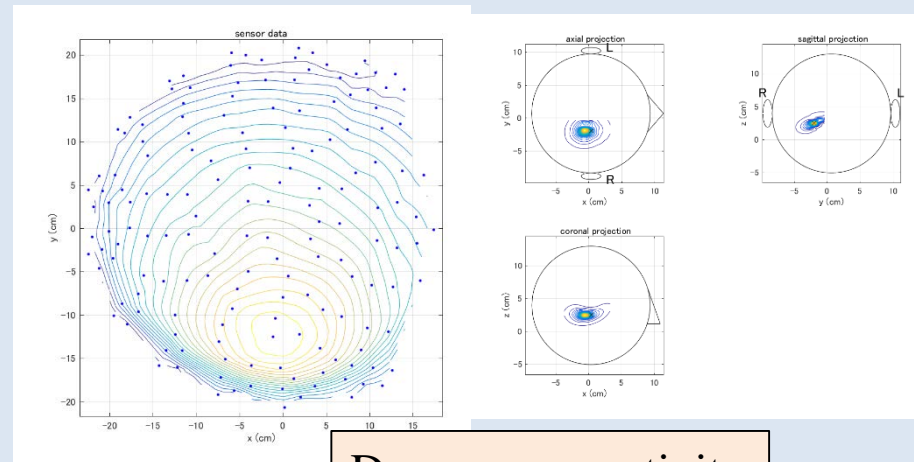 sensor data
20
15
10
5
0
-5
-10
-15
-20
y (cm)
-20 -15 -10 -5 0 5 10 15
x (cm)
axial projection
L
10
5
0
-5
y (cm)
R
-5 0 5 10
x (cm)
sagittal projection
10
5
0
-5
z (cm)
R
L
-5 0 5 10
y (cm)
coronal projection
10
5
0
-5
z (cm)
-5 0 5 10
x (cm)